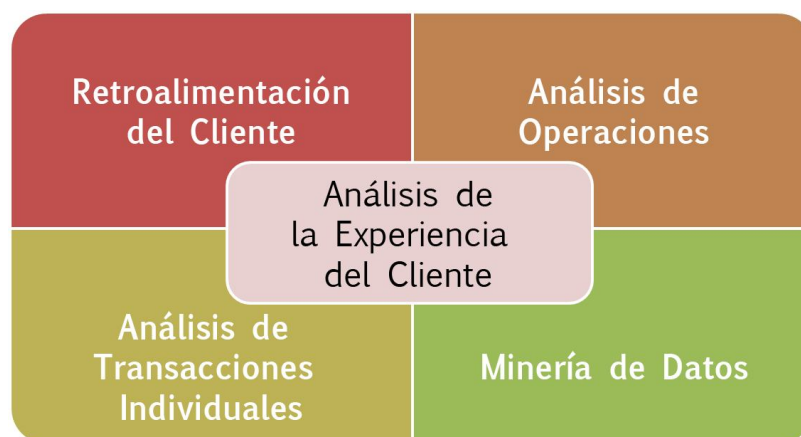 Retroalimentación
del Cliente
Análisis de
Operaciones
Análisis de
la Experiencia
del Cliente
Análisis de
Transacciones
Individuales
Minería de Datos